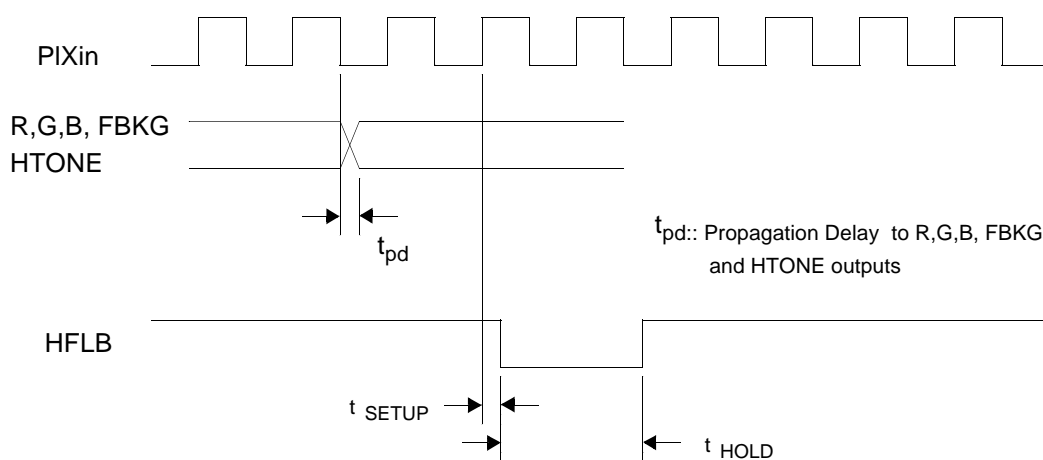 PIXin
R,G,B, FBKG
HTONE
tpd
tpd:: Propagation Delay to R,G,B, FBKG
and HTONE outputs
HFLB
t SETUP
t HOLD